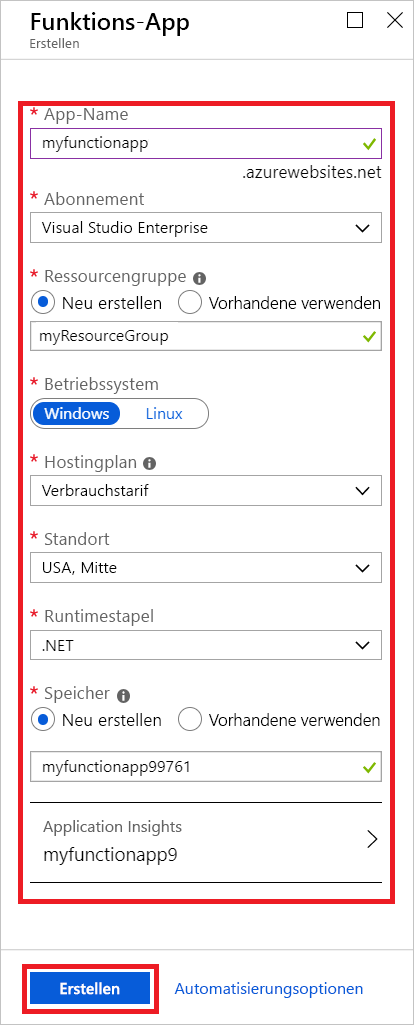 Funktions-App
Erstellen
* App-Name
myfunctionapp
.azurewebsites.net
* Abonnement
Visual Studio Enterprise
* Ressourcengruppe
Neu erstellen Vorhandene verwenden
myResourceGroup
* Betriebssystem
Windows Linux
* Hostingplan
Verbrauchstarif
* Standort
USA, Mitte
* Runtimestapel
.NET
* Speicher
Neu erstellen Vorhandene verwenden
myfunctionapp99761
Application Insights
myfunctionapp9
Erstellen Automatisierungsoptionen